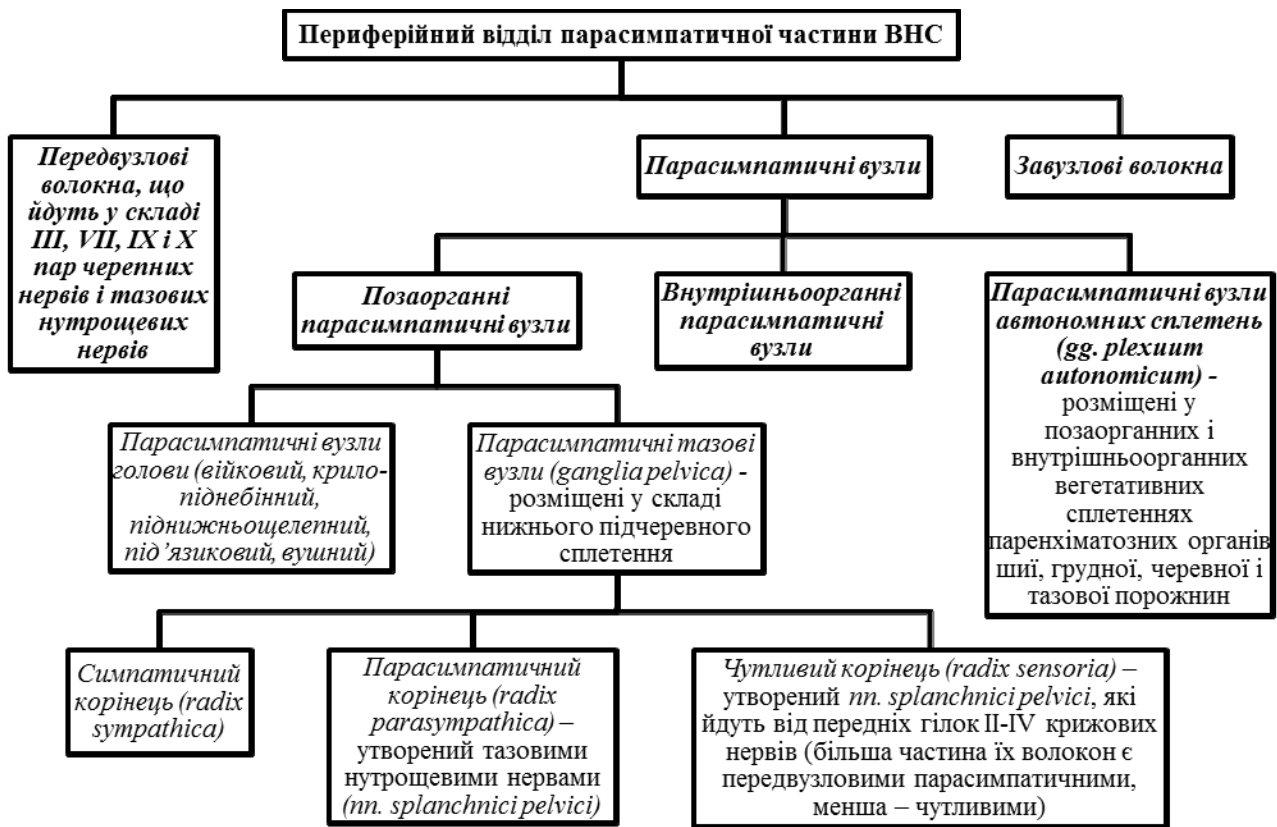 Периферійний відділ парасимпатичної частини ВНС
Передвузлові
волокна, що
йдуть у складі
III, VII, IX і X
пар черепних
нервів і тазових
нутрощевих
нервів
Парасимпатичні вузли
Завузлові волокна
Позаорганні
парасимпатичні вузли
Внутрішньоорганні
парасимпатичні
вузли
Парасимпатичні вузли
автономних сплетень
(gg. plexuum
autonomicum) -
розміщені у
позаорганних і
внутрішньоорганних
вегетативних
сплетеннях
паренхіматозних органів
шиї, грудної, черевної і
тазової порожнин
Парасимпатичні вузли
голови (війковий, крило-
піднебінний,
піднижньощелепний,
під’язиковий, вушний)
Парасимпатичні тазові
вузли (ganglia pelvica) -
розміщені у складі
нижнього підчеревного
сплетення
Симпатичний
корінець (radix
sympathica)
Парасимпатичний
корінець (radix
parasympathica) –
утворений тазовими
нутрощевими нервами
(nn. splanchnici pelvici)
Чутливий корінець (radix sensoria) –
утворений nn. splanchnici pelvici, які
йдуть від передніх гілок II-IV крижових
нервів (більша частина їх волокон є
передвузловими парасимпатичними,
менша – чутливими)